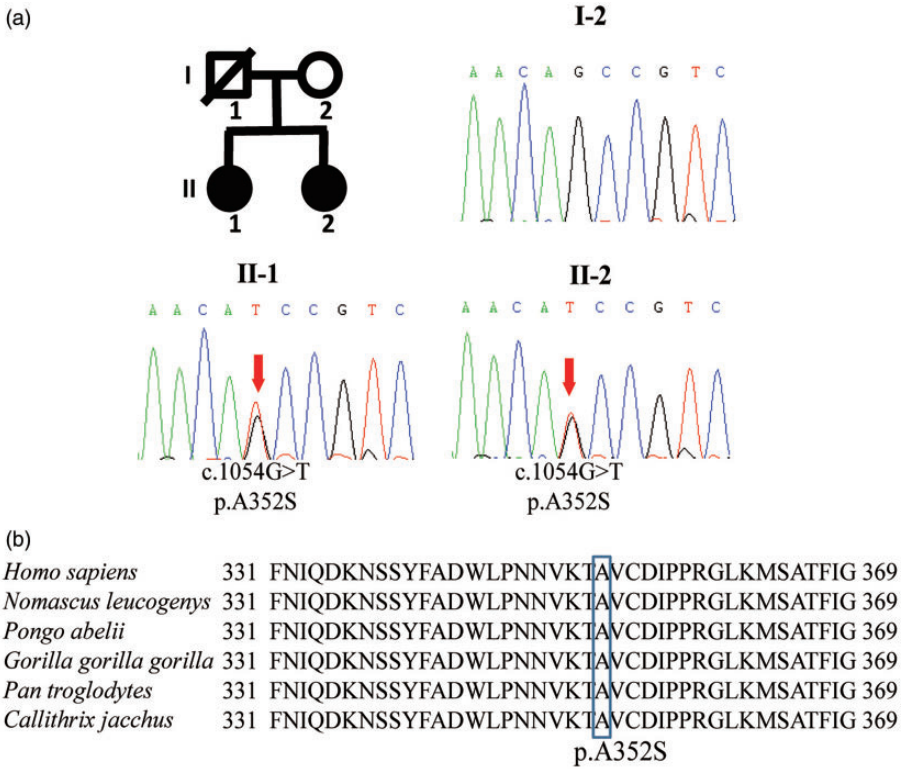 (a)
I-2
I
1 2
A A C A G C C G T C
II
1 2
II-1
II-2
A A C A T C C G T C
A A C A T C C G T C
c.1054G>T
p.A352S
c.1054G>T
p.A352S
(b)
Homo sapiens 331 FNIQDKNSSYFADWLPNNVKTAVCDIPPRGLKMSATFIG 369
Nomascus leucogenys 331 FNIQDKNSSYFADWLPNNVKTAVCDIPPRGLKMSATFIG 369
Pongo abelii 331 FNIQDKNSSYFADWLPNNVKTAVCDIPPRGLKMSATFIG 369
Gorilla gorilla gorilla 331 FNIQDKNSSYFADWLPNNVKTAVCDIPPRGLKMSATFIG 369
Pan troglodytes 331 FNIQDKNSSYFADWLPNNVKTAVCDIPPRGLKMSATFIG 369
Callithrix jacchus 331 FNIQDKNSSYFADWLPNNVKTAVCDIPPRGLKMSATFIG 369
p.A352S